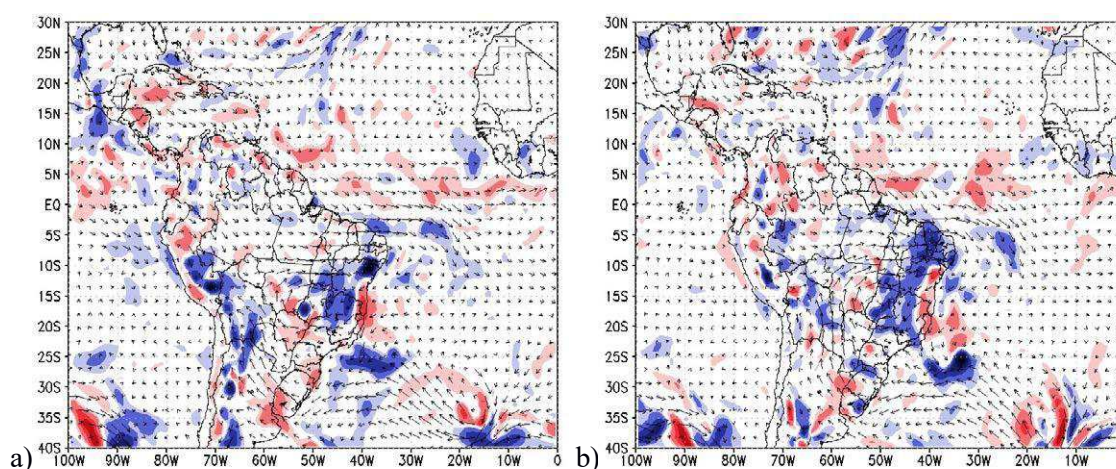 30N
25N
20N
15N
10N
5N
EQ
5S
10S
15S
20S
25S
30S
35S
40S
100W 90W 80W 70W 60W 50W 40W 30W 20W 10W 0
a)
30N
25N
20N
15N
10N
5N
EQ
5S
10S
15S
20S
25S
30S
35S
40S
100W 90W 80W 70W 60W 50W 40W 30W 20W 10W
b)